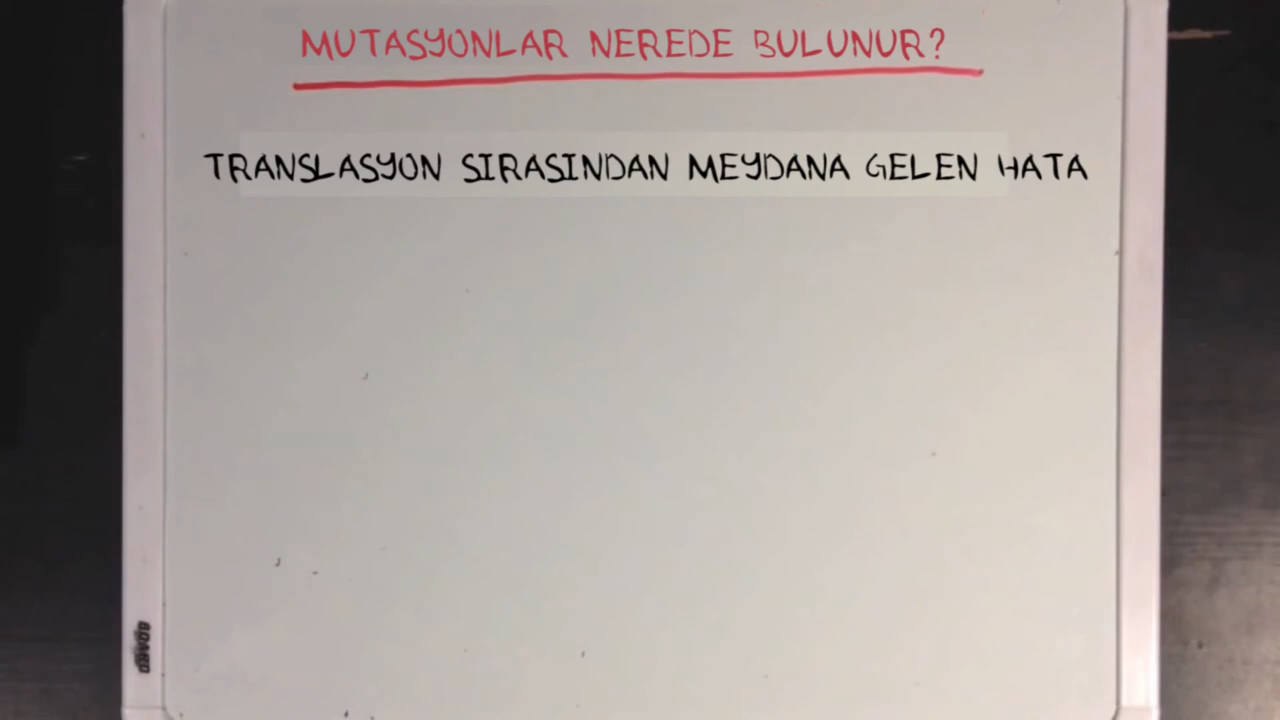 MUTASYONLAR NEREDE BULUNUR?
TRANSLASYON SIRASINDAN MEYDANA GELEN HATA